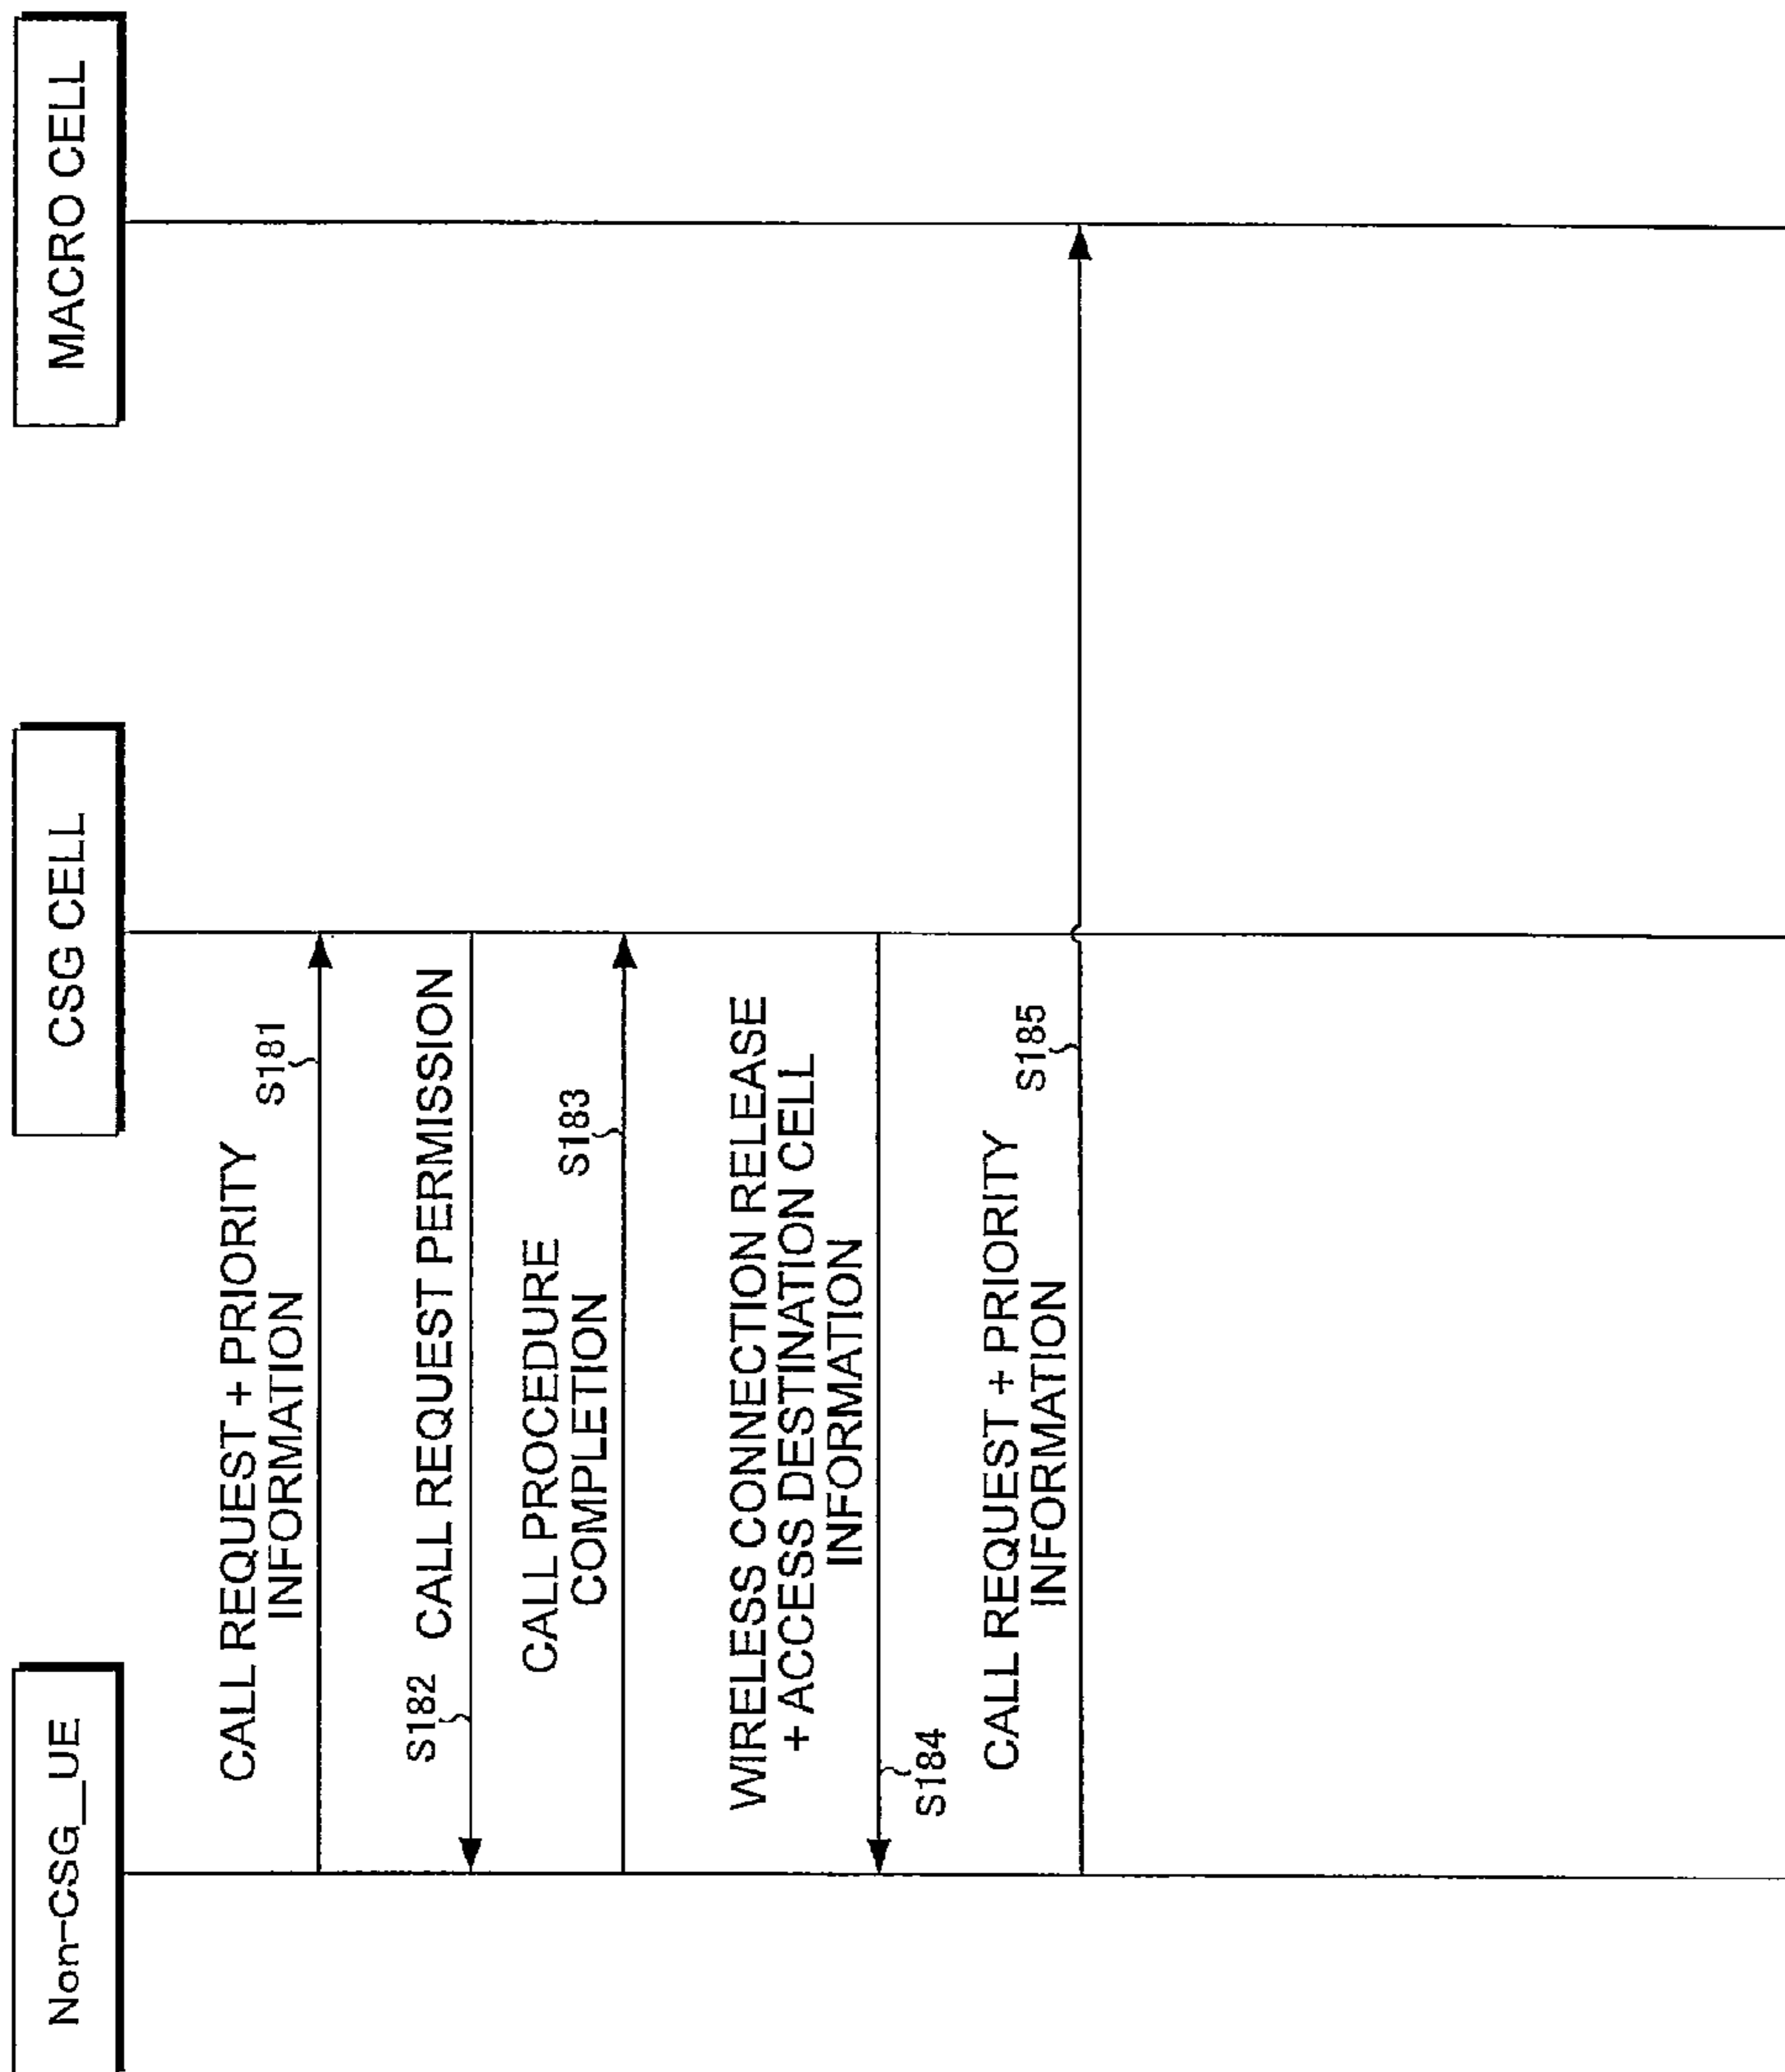 Non-CSG_UE
CSG CELL
MACRO CELL
CALL REQUEST + PRIORITY
INFORMATION
S181
S182
CALL REQUEST PERMISSION
CALL PROCEDURE
COMPLETION
S183
WIRELESS CONNECTION RELEASE
+ ACCESS DESTINATION CELL
INFORMATION
S184
CALL REQUEST + PRIORITY
INFORMATION
S185